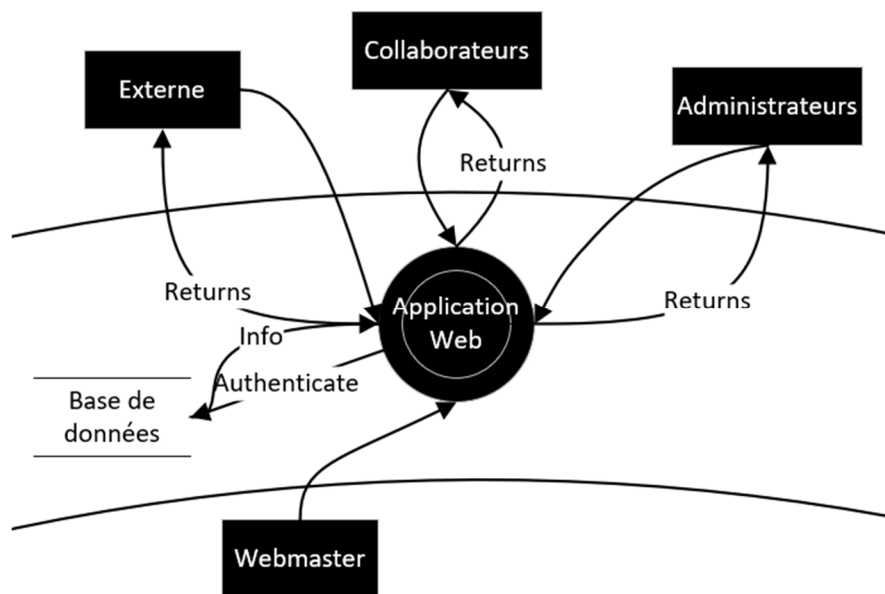 Collaborateurs
Externe
Administrateurs
Returns
Returns
Returns
Application
Web
Info
Authenticate
Base de
données
Webmaster